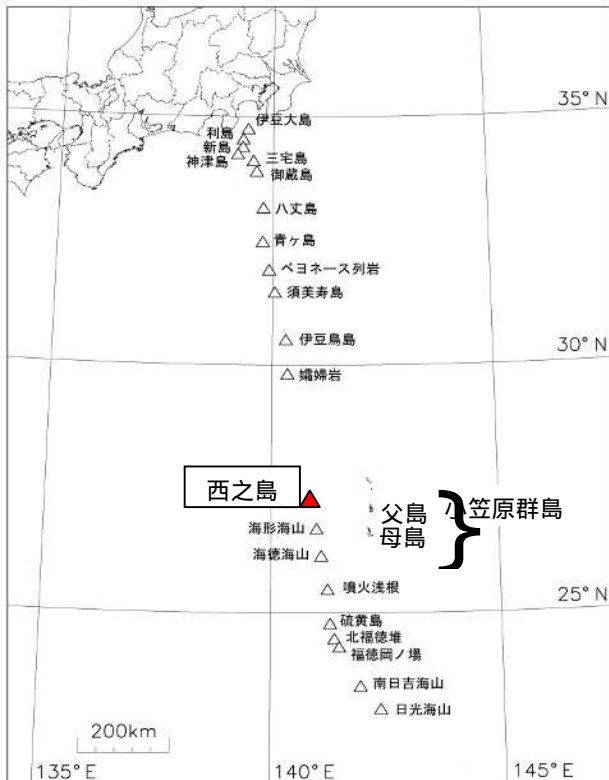 35° N
伊豆大島
利島
新島
神津島
三宅島
御蔵島
八丈島
青ヶ島
ベヨネース列岩
須美寿島
伊豆鳥島
30° N
孀婦岩
西之島
父島
母島
小笠原群島
海形海山
海徳海山
噴火浅根
25° N
硫黄島
北福徳堆
福徳岡ノ場
南日吉海山
日光海山
200km
135° E
140° E
145° E